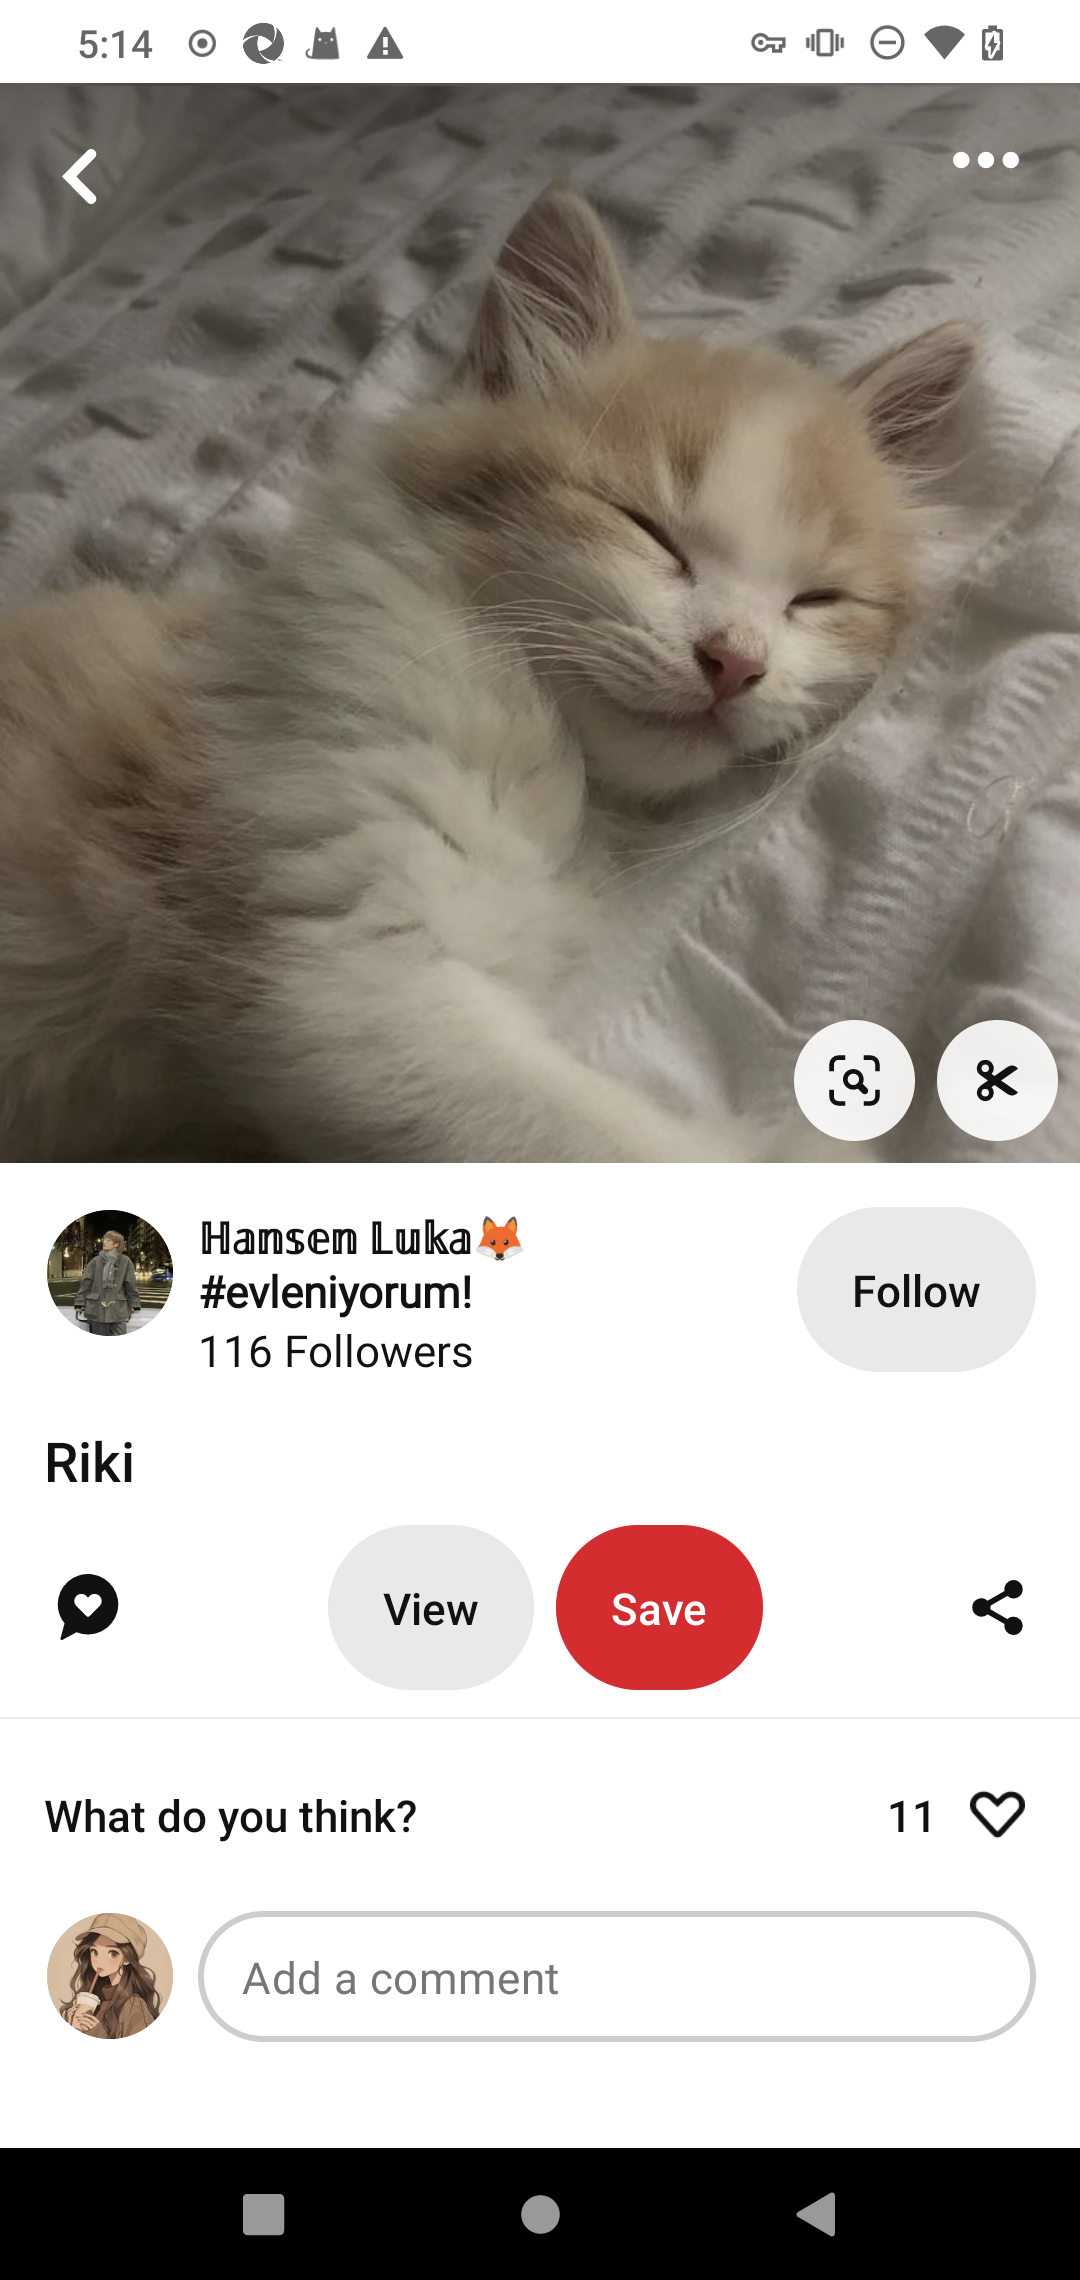 5:14
ℍ𝕒𝕟𝕤𝕖𝕟 𝕃𝕦𝕜𝕒🦊
#evleniyorum!
116 Followers
Follow
Riki
View
Save
What do you think?
11
Add a comment